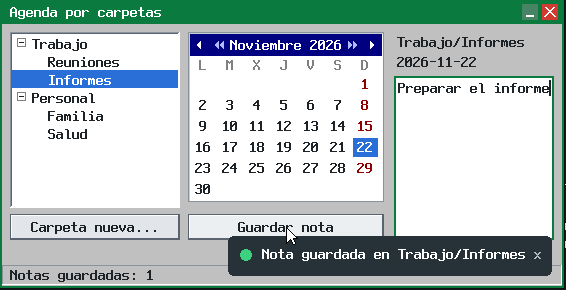 Agenda por carpetas
Trabajo
Reuniones
Informes
Personal
Familia
Salud
Carpeta nueva...
Noviembre 2026
L M X J V S D
1
2 3 4 5 6 7 8
9 10 11 12 13 14 15
16 17 18 19 20 21 22
23 24 25 26 27 28 29
30
Guardar nota
Trabajo/Informes
2026-11-22
Preparar el informe
Nota guardada en Trabajo/Informes x
Notas guardadas: 1